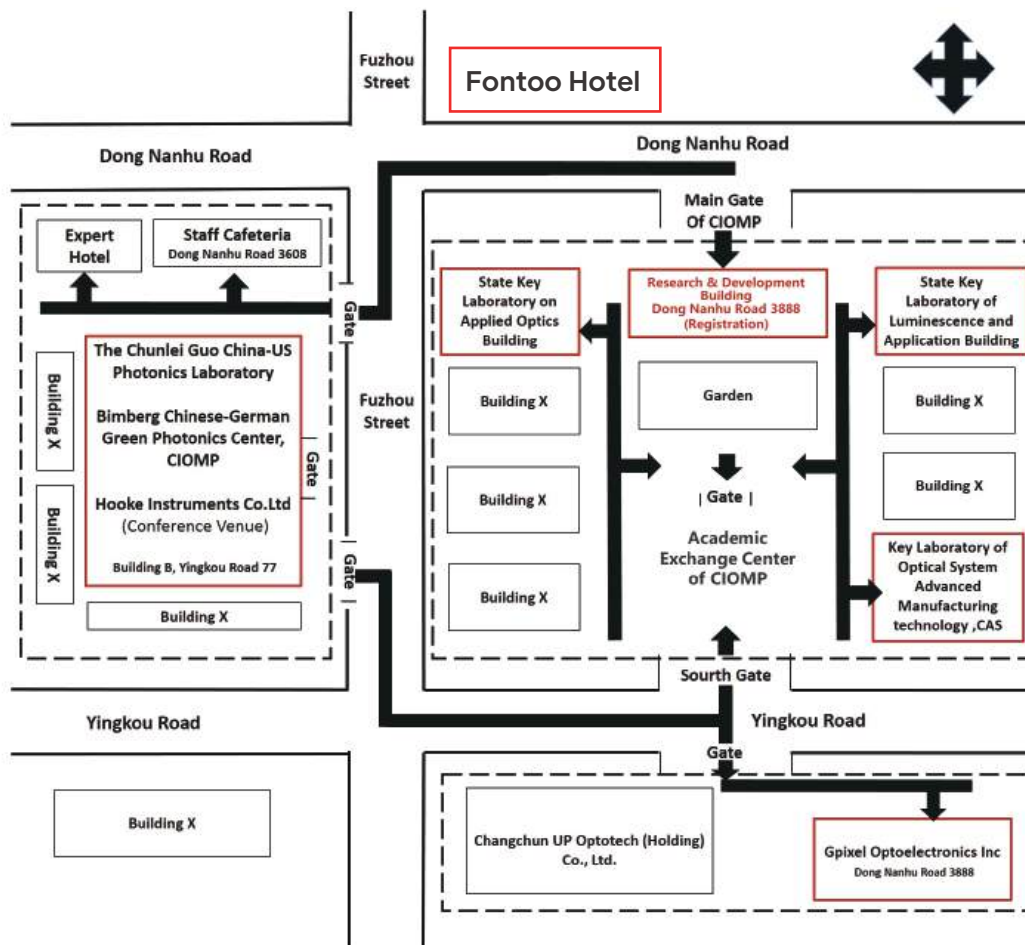 Fuzhou
Street
Fontoo Hotel
Dong Nanhu Road
Dong Nanhu Road
Main Gate
Of CIOMP
Expert
Hotel
Staff Cafeteria
Dong Nanhu Road 3608
Gate
The Chunlei Guo China-US
Photonics Laboratory
Bimberg Chinese-German
Green Photonics Center,
CIOMP
Hooke Instruments Co.Ltd
(Conference Venue)
Building B, Yingkou Road 77
Gate
Building X
Building X
Building X
Gate
Fuzhou
Street
State Key
Laboratory on
Applied Optics
Building
Research & Development
Building
Dong Nanhu Road 3888
(Registration)
State Key
Laboratory of
Luminescence and
Application Building
Building X
Garden
Building X
Building X
| Gate |
Building X
Academic
Exchange Center
of CIOMP
Building X
Key Laboratory of
Optical System
Advanced
Manufacturing
technology ,CAS
Sourth Gate
Yingkou Road
Yingkou Road
Gate
Building X
Changchun UP Optotech (Holding)
Co., Ltd.
Gpixel Optoelectronics Inc
Dong Nanhu Road 3888